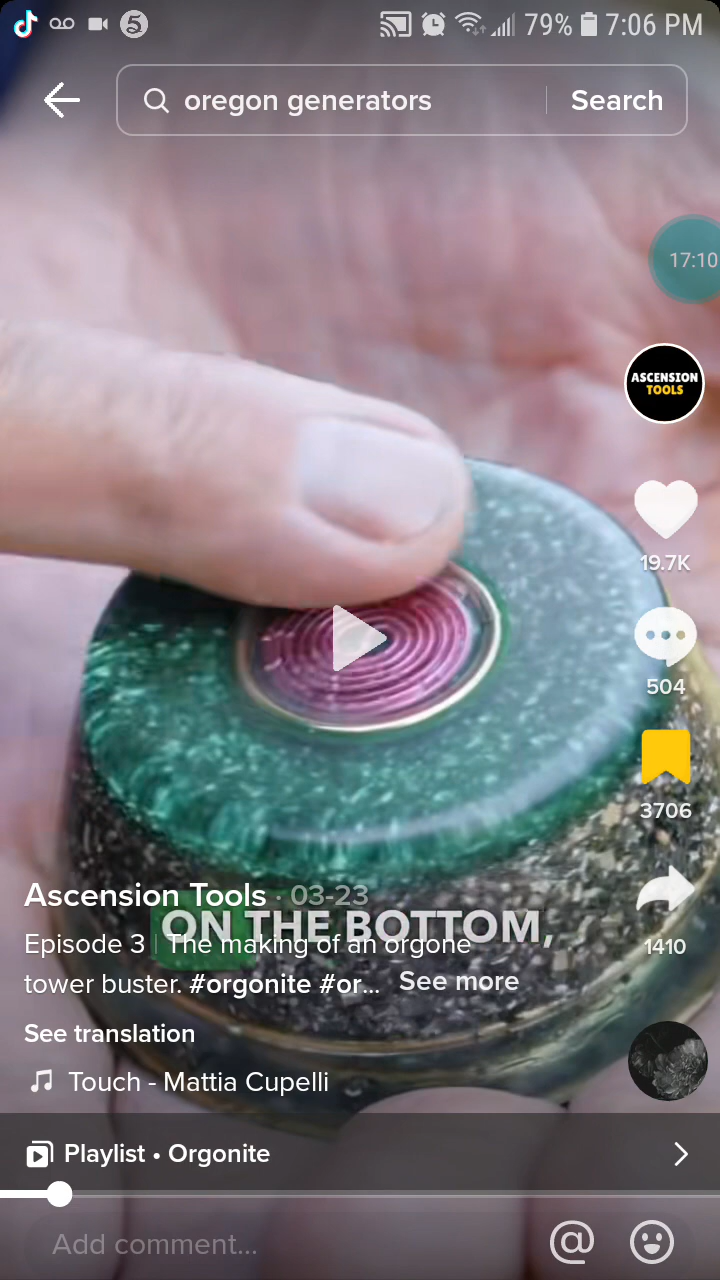 79% 7:06 PM
oregon generators Search
17:10
ASCENSION
TOOLS
19.7K
504
3706
1410
Ascension Tools · 03-23
ON THE BOTTOM,
Episode 3 | The making of an orgone
tower buster. #orgonite #or... See more
See translation
Touch - Mattia Cupelli
Playlist • Orgonite
Add comment...